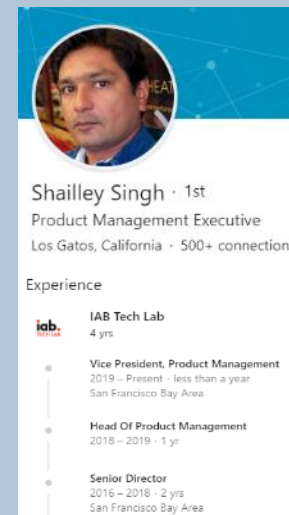 HEAT
Shailley Singh · 1st
Product Management Executive
Los Gatos, California · 500+ connection
Experience
iab.
TECH LAB
IAB Tech Lab
4 yrs
Vice President, Product Management
2019 – Present · less than a year
San Francisco Bay Area
Head Of Product Management
2018 – 2019 · 1 yr
Senior Director
2016 – 2018 · 2 yrs
San Francisco Bay Area